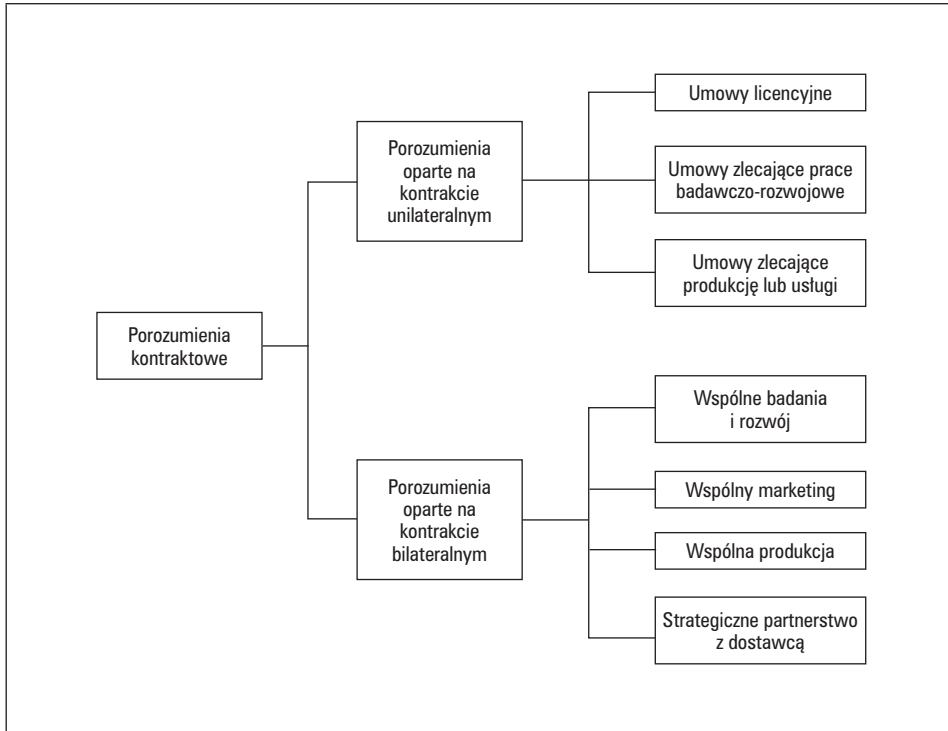 Porozumienia
kontraktowe
Porozumienia
oparte na
kontrakcie
unilateralnym
Umowy licencyjne
Umowy zlecające prace
badawczo-rozwojowe
Umowy zlecające
produkcję lub usługi
Porozumienia
oparte na
kontrakcie
bilateralnym
Wspólne badania
i rozwój
Wspólny marketing
Wspólna produkcja
Strategiczne partnerstwo
z dostawcą